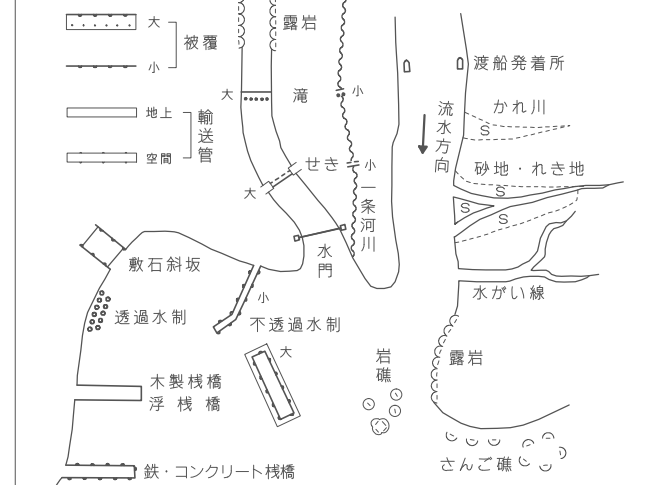 大
被覆
小
地上
輸送管
空間
露岩
大
滝
小
せき
小
大
一条河川
水門
渡船発着所
流水方向
かれ川
S
砂地・れき地
S
S
S
水がい線
敷石斜坂
透過水制
小
不透過水制
大
木製桟橋
浮桟橋
鉄・コンクリート桟橋
岩礁
露岩
さんご礁